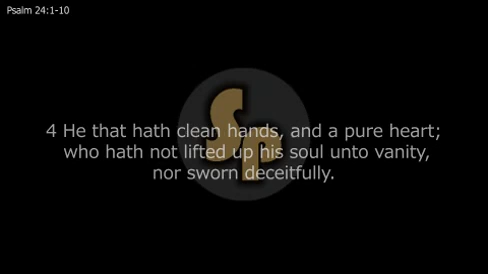 Psalm 24:1-10
4 He that hath clean hands, and a pure heart;
who hath not lifted up his soul unto vanity,
nor sworn deceitfully.
SP